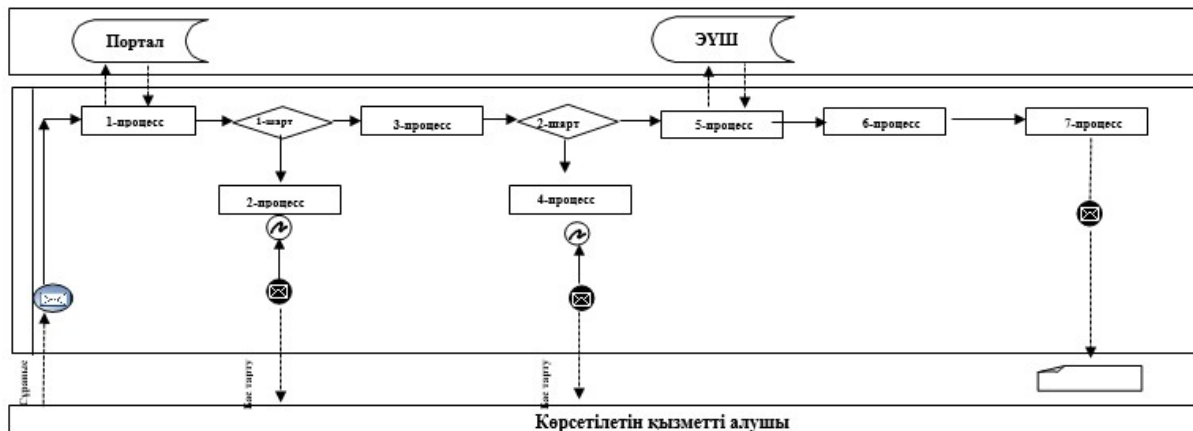 Портал
ЭҮШ
1-процесс
1-шарт
3-процесс
2-шарт
5-процесс
6-процесс
7-процесс
2-процесс
4-процесс
Сұраныс
Бас тарту
Бас тарту
Көрсетілетін қызметті алушы